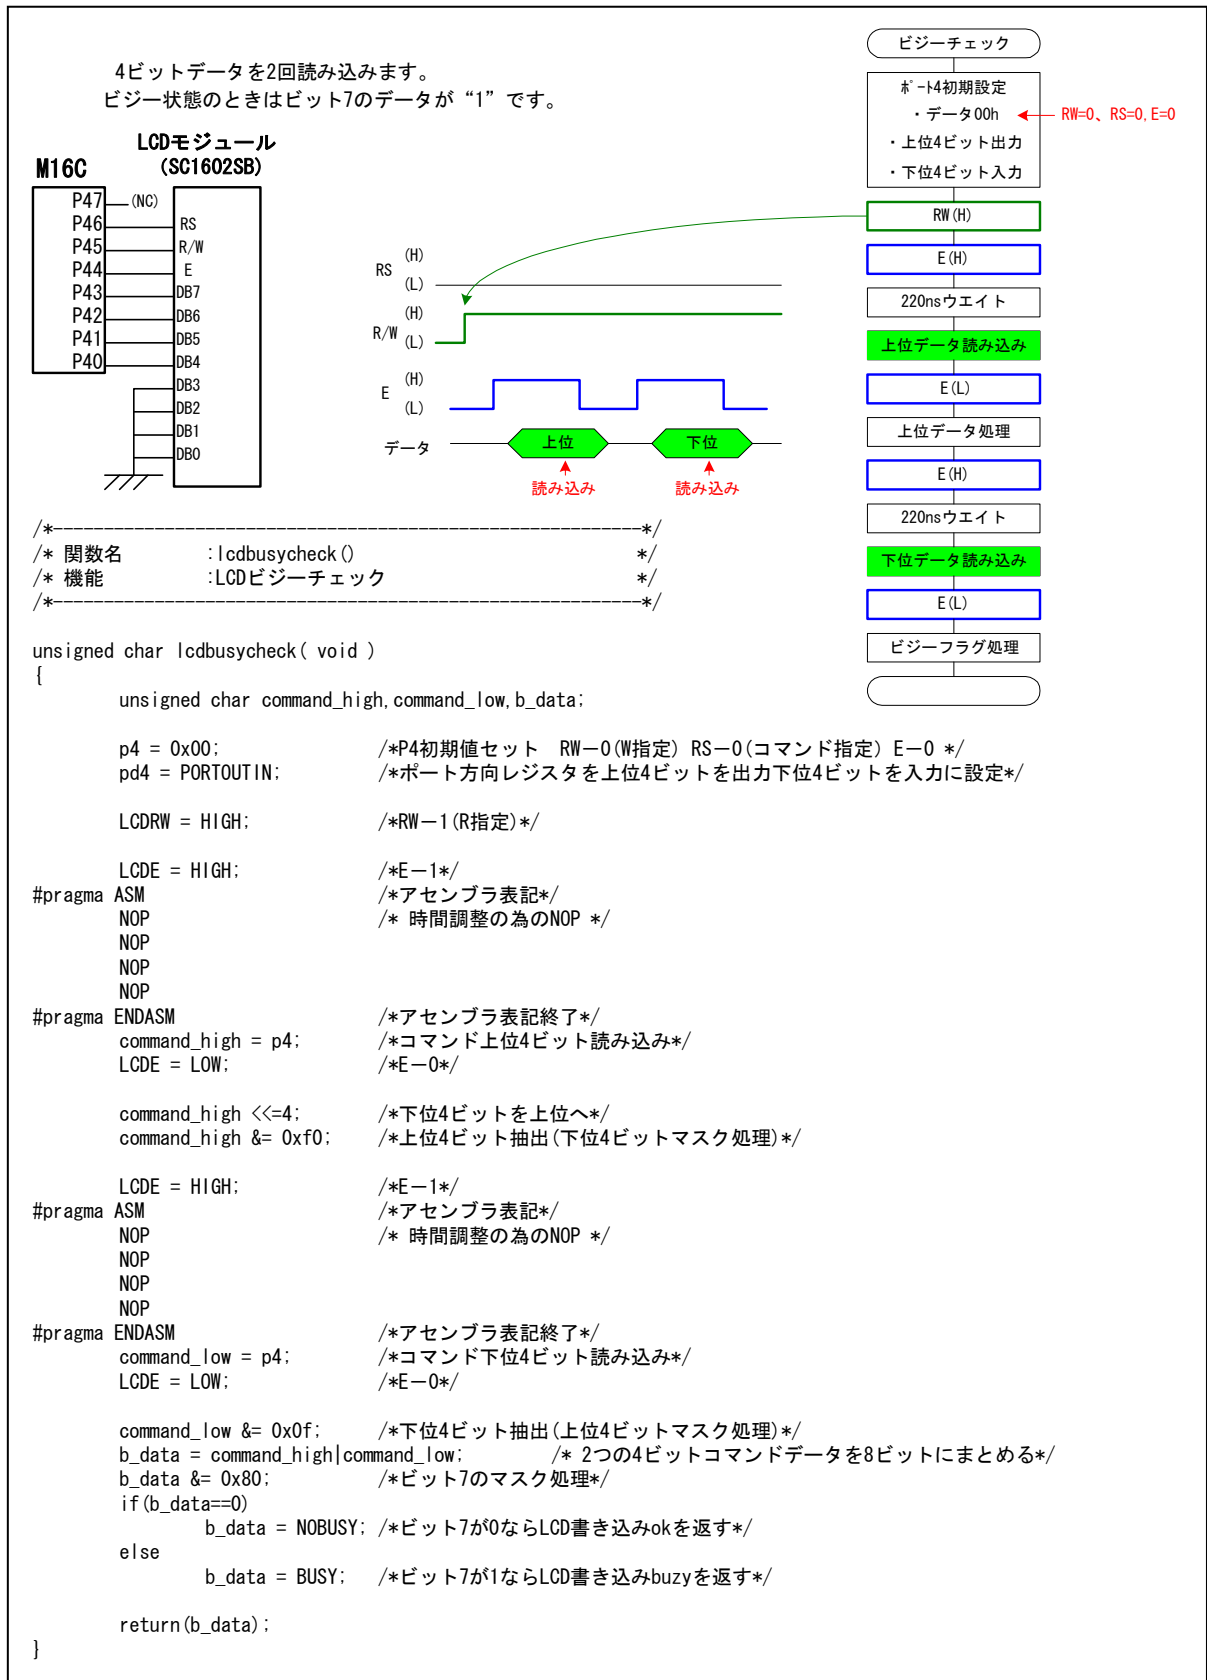 4ビットデータを2回読み込みます。
ビジー状態のときはビット7のデータが“1”です。
LCDモジュール
(SC1602SB)
M16C
P47
(NC)
P46
RS
P45
R/W
P44
E
P43
DB7
P42
DB6
P41
DB5
P40
DB4
DB3
DB2
DB1
DB0
RS
(H)
(L)
R/W
(H)
(L)
E
(H)
(L)
データ
上位
下位
読み込み
読み込み
ビジーチェック
ポート4初期設定
・データ00h
RW=0、RS=0,E=0
・上位4ビット出力
・下位4ビット入力
RW(H)
E(H)
220nsウエイト
上位データ読み込み
E(L)
上位データ処理
E(H)
220nsウエイト
下位データ読み込み
E(L)
ビジーフラグ処理
/*----------------------------------------------------------*/
/* 関数名 :lcdbusycheck() */
/* 機能 :LCDビジーチェック */
/*----------------------------------------------------------*/
unsigned char lcdbusycheck( void )
{
unsigned char command_high,command_low,b_data;
p4 = 0x00; /*P4初期値セット RW－0(W指定) RS－0(コマンド指定) E－0 */
pd4 = PORTOUTIN; /*ポート方向レジスタを上位4ビットを出力下位4ビットを入力に設定*/
LCDRW = HIGH; /*RW－1(R指定)*/
LCDE = HIGH; /*E－1*/
#pragma ASM /*アセンブラ表記*/
NOP /* 時間調整の為のNOP */
NOP
NOP
NOP
#pragma ENDASM /*アセンブラ表記終了*/
command_high = p4; /*コマンド上位4ビット読み込み*/
LCDE = LOW; /*E－0*/
command_high <<=4; /*下位4ビットを上位へ*/
command_high &= 0xf0; /*上位4ビット抽出(下位4ビットマスク処理)*/
LCDE = HIGH; /*E－1*/
#pragma ASM /*アセンブラ表記*/
NOP /* 時間調整の為のNOP */
NOP
NOP
NOP
#pragma ENDASM /*アセンブラ表記終了*/
command_low = p4; /*コマンド下位4ビット読み込み*/
LCDE = LOW; /*E－0*/
command_low &= 0x0f; /*下位4ビット抽出(上位4ビットマスク処理)*/
b_data = command_high|command_low; /* 2つの4ビットコマンドデータを8ビットにまとめる*/
b_data &= 0x80; /*ビット7のマスク処理*/
if(b_data==0)
b_data = NOBUSY; /*ビット7が0ならLCD書き込みokを返す*/
else
b_data = BUSY; /*ビット7が1ならLCD書き込みbuzyを返す*/
return(b_data);
}